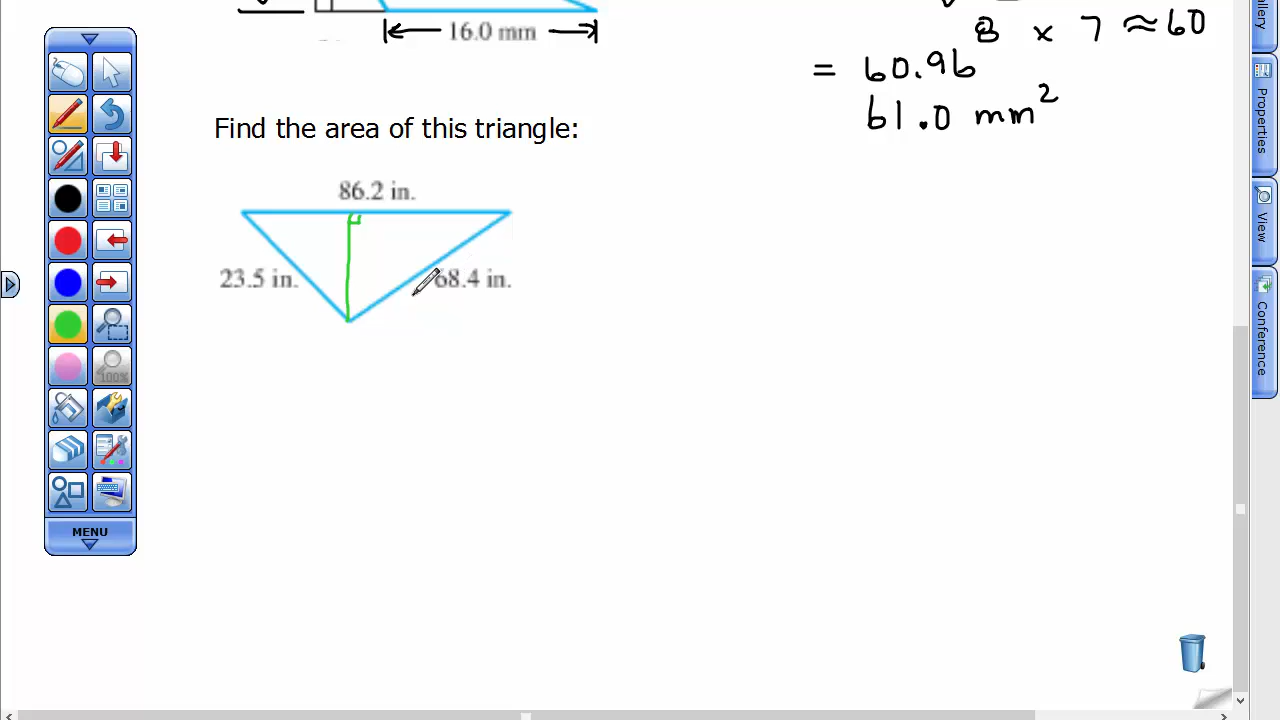 16.0 mm
8 x 7 ≈ 60
= 60.96
61.0 mm²
Find the area of this triangle:
86.2 in.
23.5 in.
68.4 in.
100%
MENU
Gallery
Properties
View
Conference